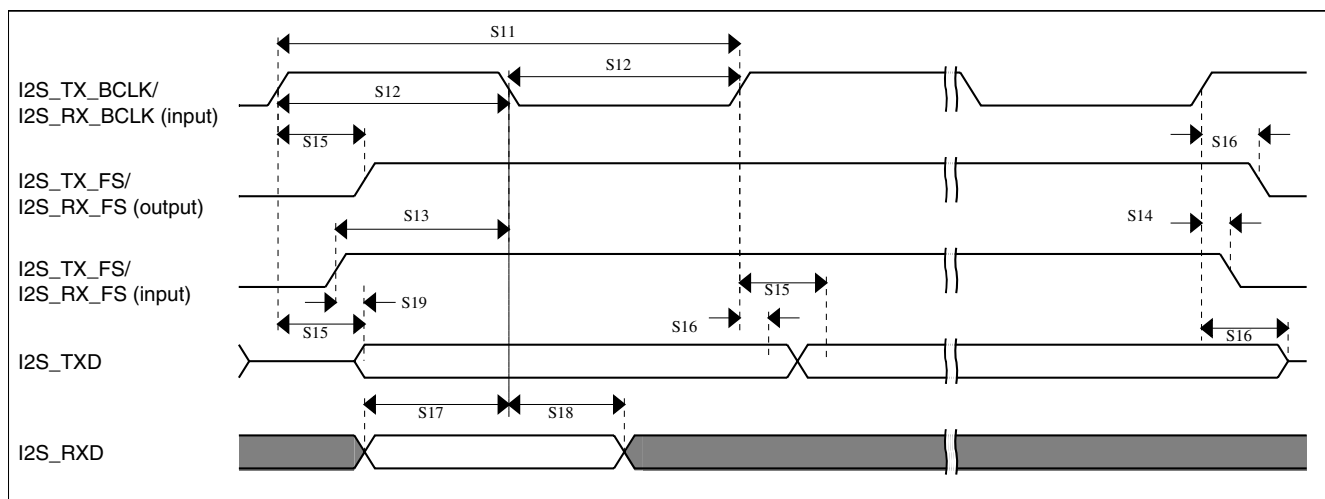 S11
I2S_TX_BCLK/
I2S_RX_BCLK (input)
S12
S12
S15
S16
I2S_TX_FS/
I2S_RX_FS (output)
S13
S14
I2S_TX_FS/
I2S_RX_FS (input)
S19
S15
S15
S16
S16
I2S_TXD
S17
S18
I2S_RXD